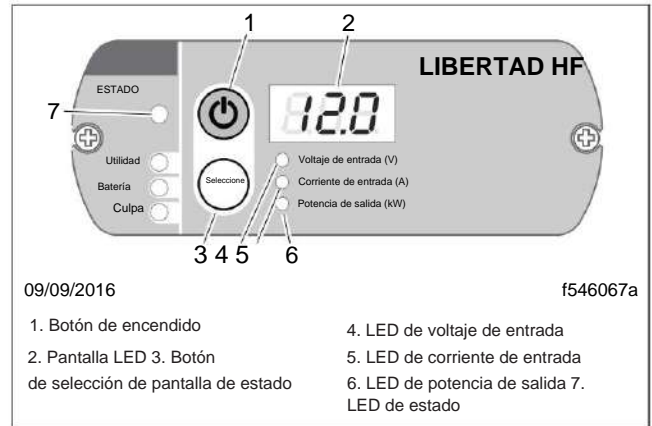 1
2
LIBERTAD HF
ESTADO
7
12.0
Utilidad
Batería
Culpa
Seleccione
Voltaje de entrada (V)
Corriente de entrada (A)
Potencia de salida (kW)
3 4 5
6
09/09/2016
f546067a
1. Botón de encendido
2. Pantalla LED 3. Botón
de selección de pantalla de estado
4. LED de voltaje de entrada
5. LED de corriente de entrada
6. LED de potencia de salida 7.
LED de estado